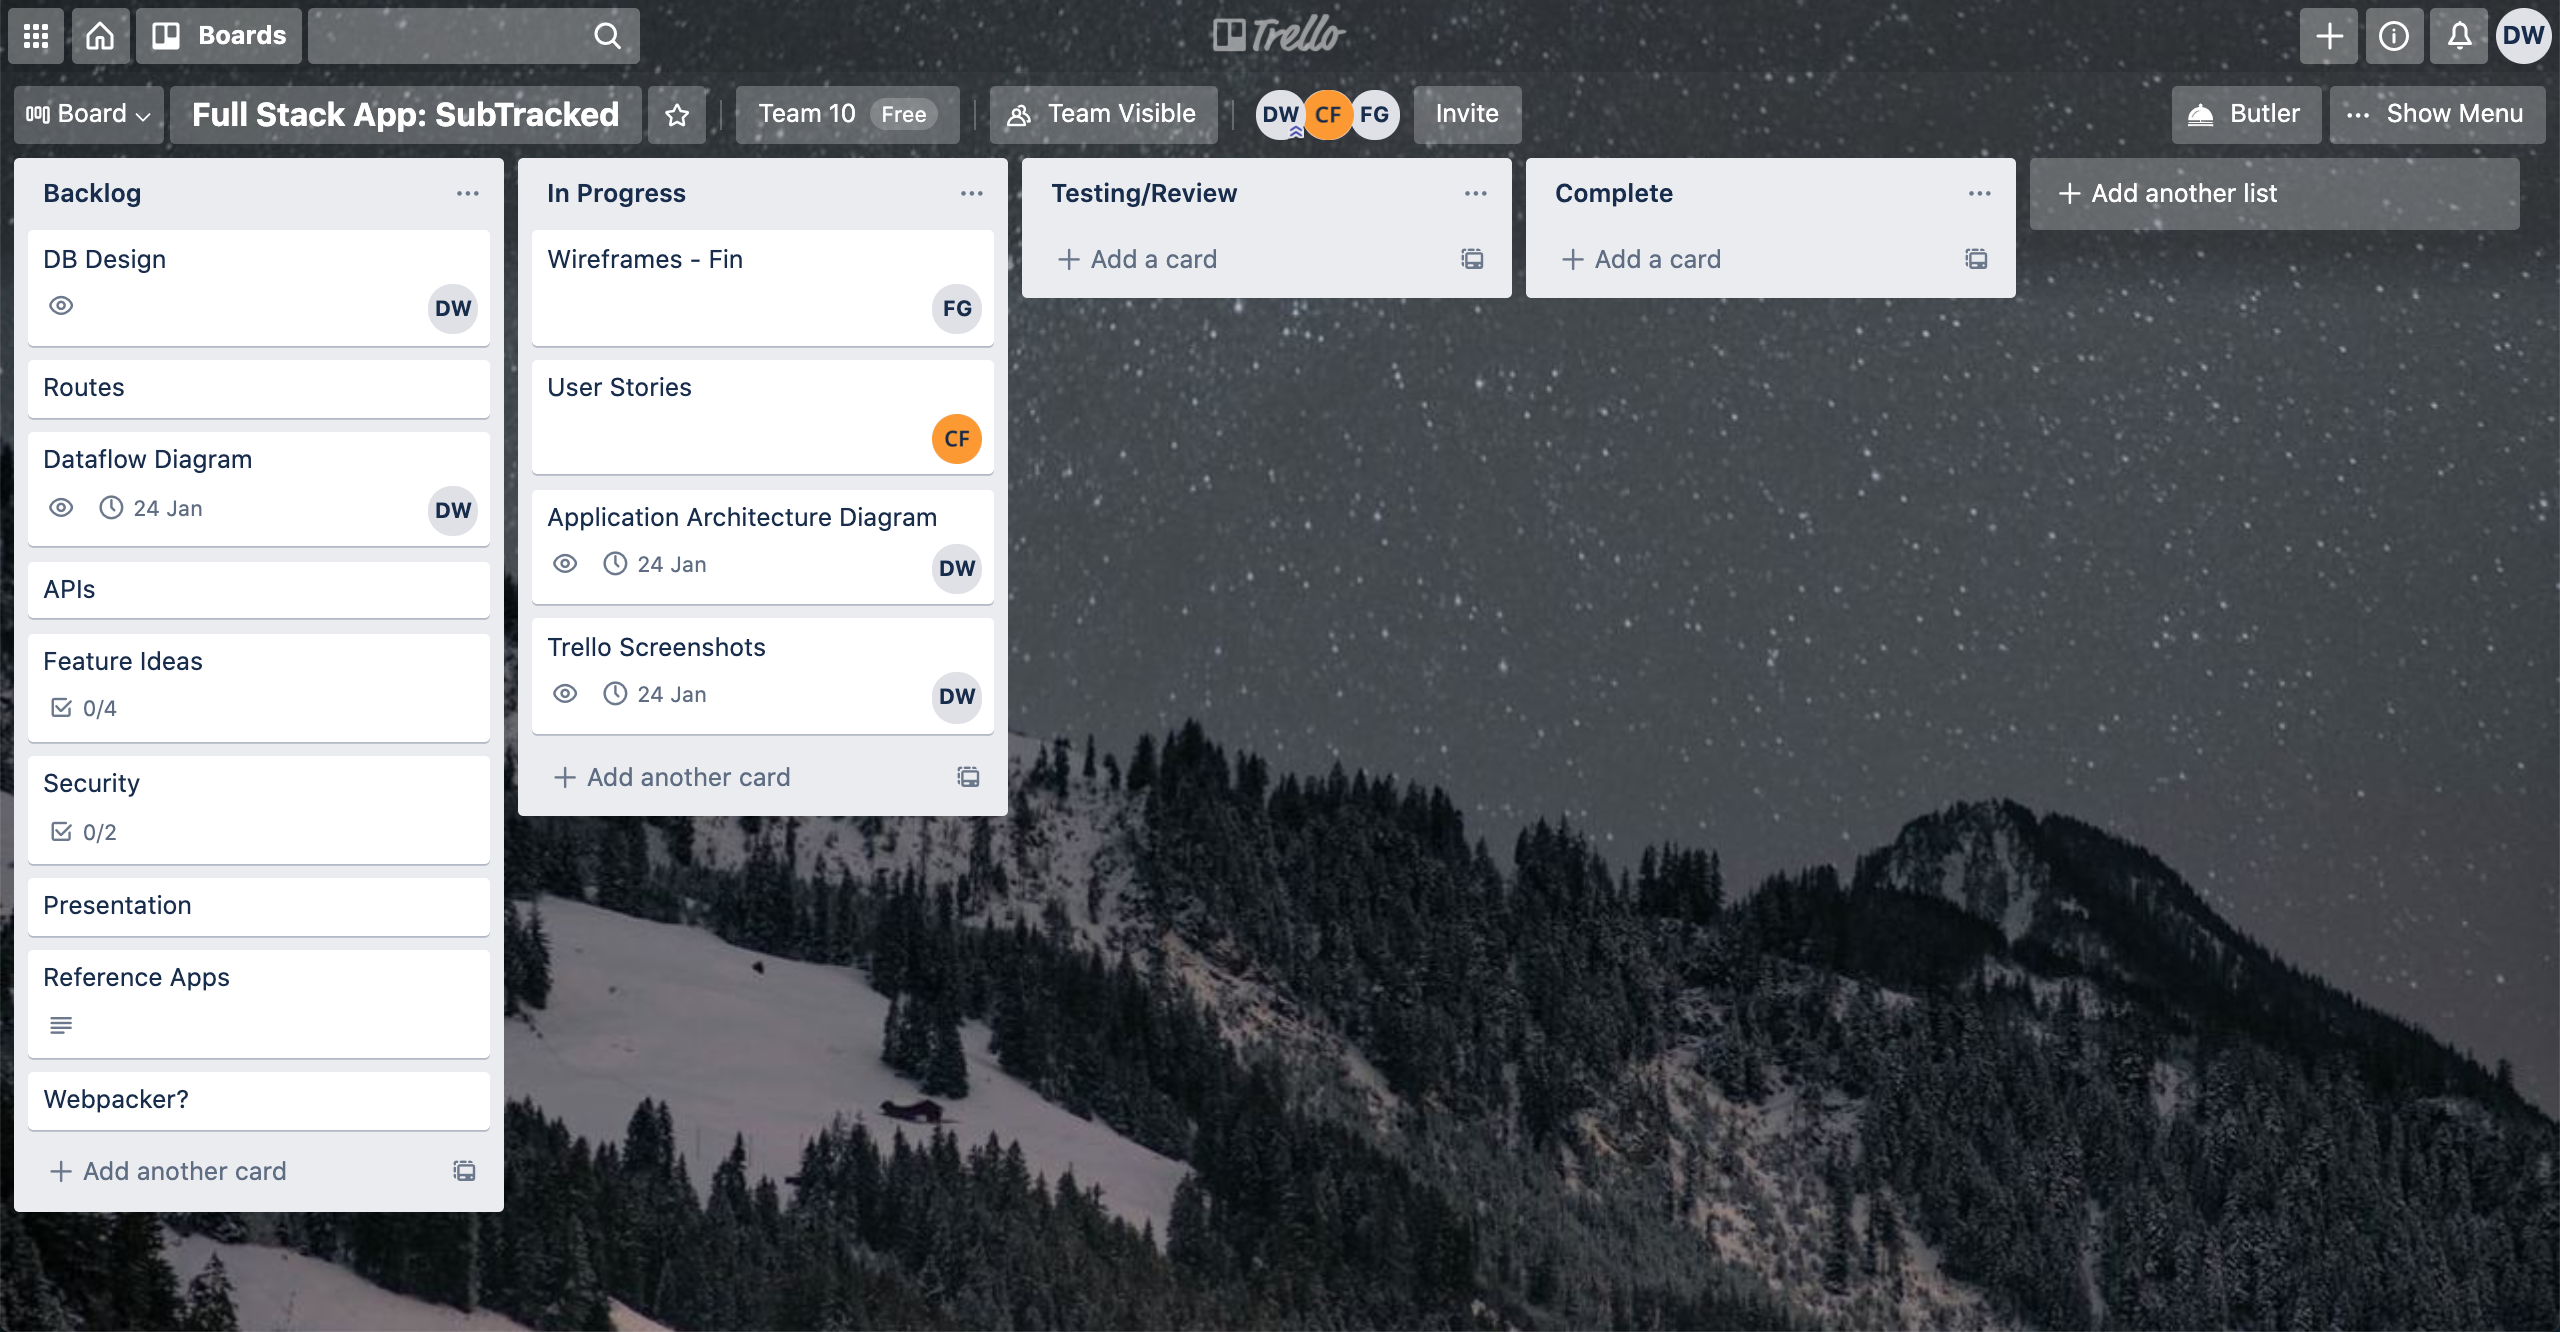 Boards
Trello
DW
Board
Full Stack App: SubTracked
Team 10 Free
Team Visible
DW CF FG
Invite
Butler
Show Menu
Backlog
DB Design
DW
Routes
Dataflow Diagram
24 Jan
DW
APIs
Feature Ideas
0/4
Security
0/2
Presentation
Reference Apps
Webpacker?
Add another card
In Progress
Wireframes - Fin
FG
User Stories
CF
Application Architecture Diagram
24 Jan
DW
Trello Screenshots
24 Jan
DW
Add another card
Testing/Review
Add a card
Complete
Add a card
Add another list